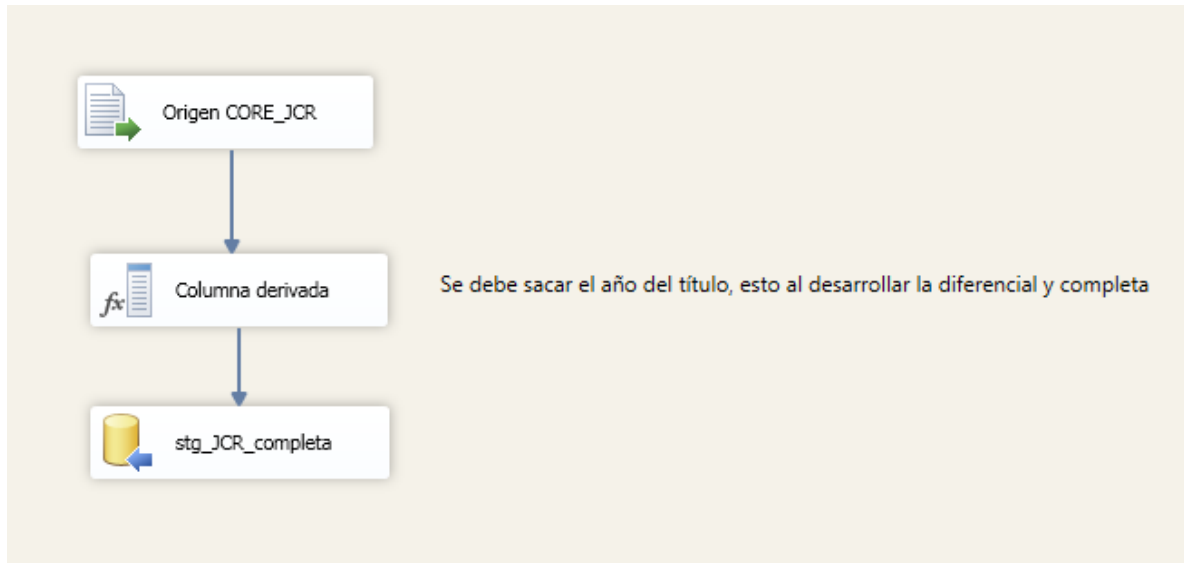 Origen CORE_JCR
Columna derivada
Se debe sacar el año del título, esto al desarrollar la diferencial y completa
stg_JCR_completa